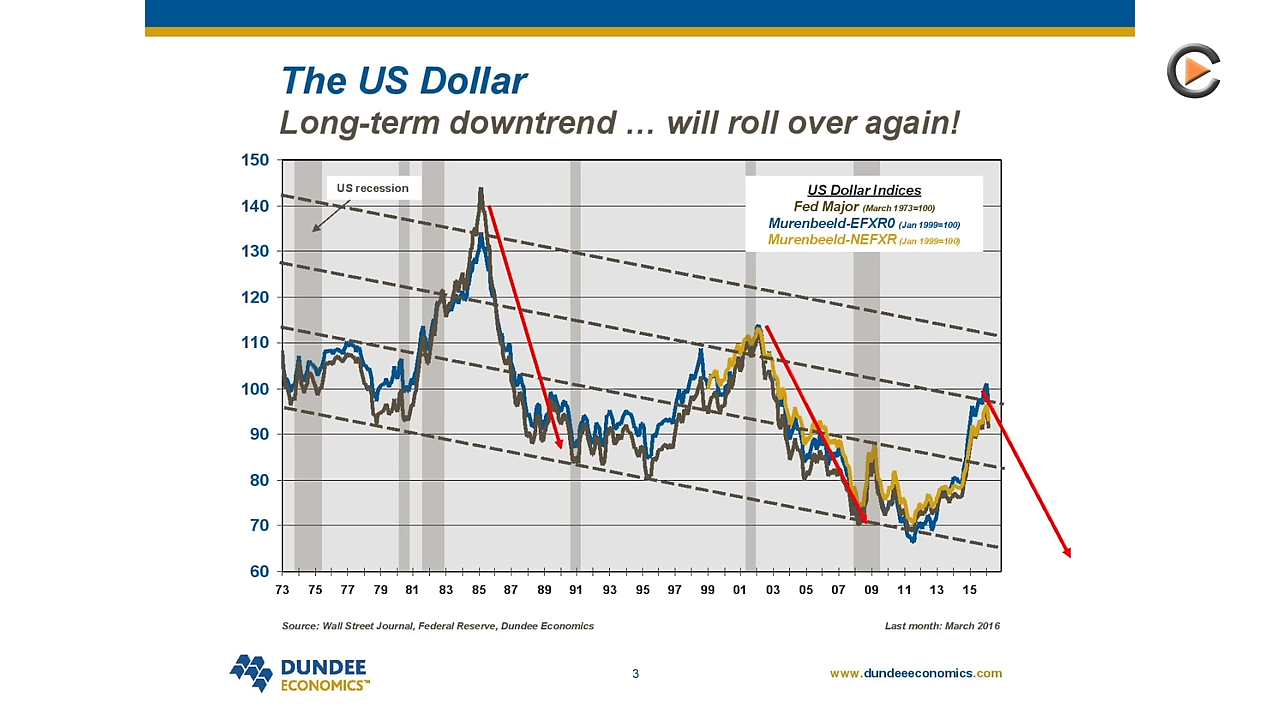 The US Dollar
Long-term downtrend … will roll over again!
150
140
130
120
110
100
90
80
70
60
US recession
US Dollar Indices
Fed Major (March 1973=100)
Murenbeeld-EFXR0 (Jan 1999=100)
Murenbeeld-NEFXR (Jan 1999=100)
73 75 77 79 81 83 85 87 89 91 93 95 97 99 01 03 05 07 09 11 13 15
Source: Wall Street Journal, Federal Reserve, Dundee Economics
Last month: March 2016
DUNDEE
ECONOMICS™
3
www.dundeeeconomics.com